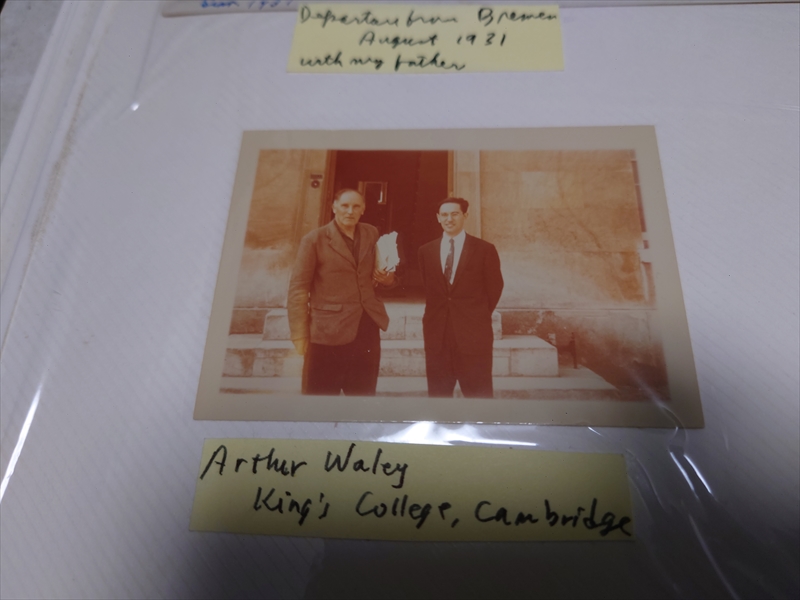 Departure from Bremen
August 1931
with my father
Arthur Waley
King's College, Cambridge